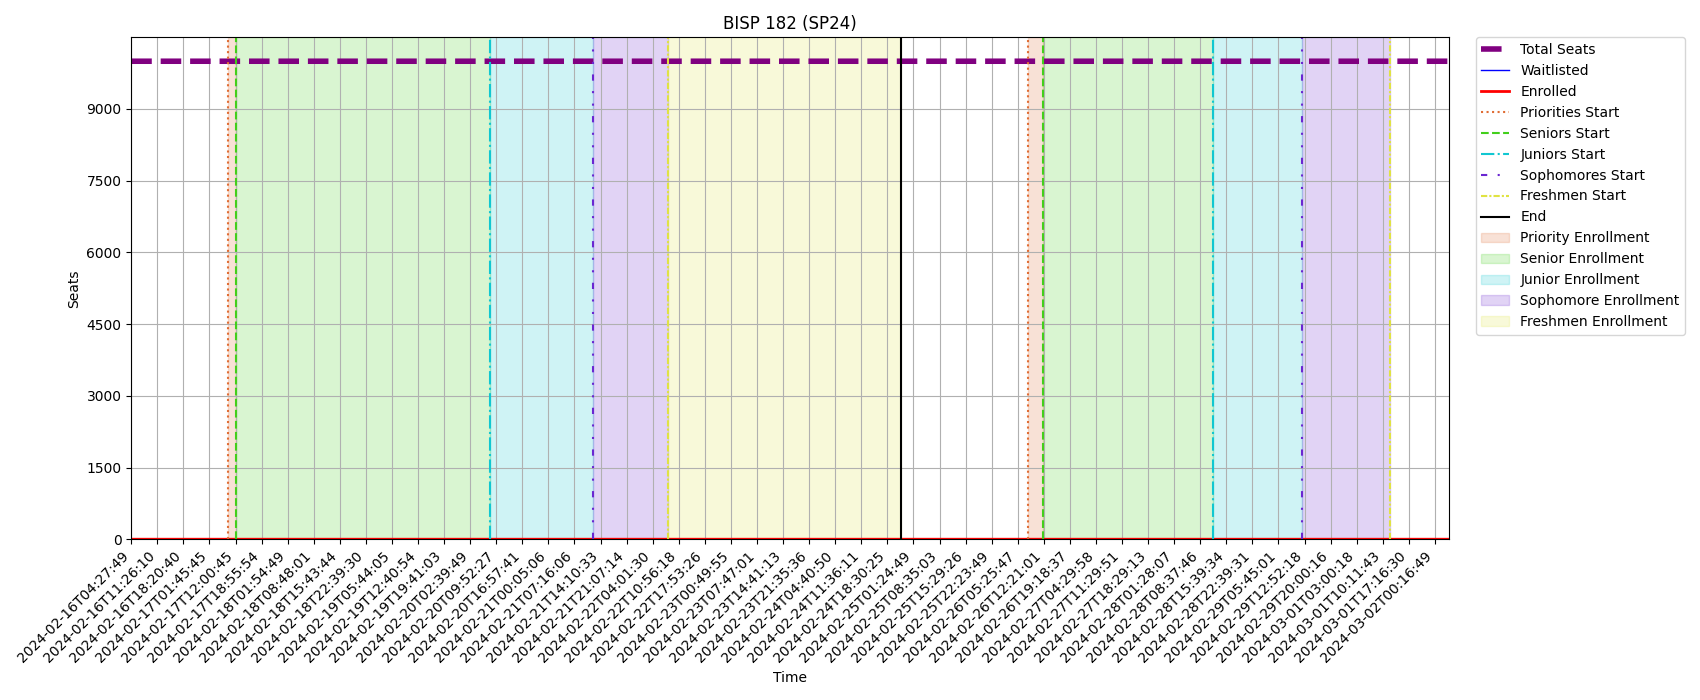 BISP 182 (SP24)
Total Seats
Waitlisted
Enrolled
Priorities Start
Seniors Start
Juniors Start
Sophomores Start
Freshmen Start
End
Priority Enrollment
Senior Enrollment
Junior Enrollment
Sophomore Enrollment
Freshmen Enrollment
Seats
9000
7500
6000
4500
3000
1500
0
2024-02-16T04:27:49
2024-02-16T11:26:10
2024-02-16T18:20:40
2024-02-17T01:45:45
2024-02-17T12:00:45
2024-02-17T18:55:54
2024-02-18T01:54:49
2024-02-18T08:48:01
2024-02-18T15:43:44
2024-02-18T22:39:30
2024-02-19T05:44:05
2024-02-19T12:40:54
2024-02-19T19:41:03
2024-02-20T02:39:49
2024-02-20T09:52:27
2024-02-20T16:57:41
2024-02-21T00:05:06
2024-02-21T07:16:06
2024-02-21T14:10:33
2024-02-21T21:07:14
2024-02-22T04:01:30
2024-02-22T10:56:18
2024-02-22T17:53:26
2024-02-23T00:49:55
2024-02-23T07:47:01
2024-02-23T14:41:13
2024-02-23T21:35:36
2024-02-24T04:40:50
2024-02-24T11:36:11
2024-02-24T18:30:25
2024-02-25T01:24:49
2024-02-25T08:35:03
2024-02-25T15:29:26
2024-02-25T22:23:49
2024-02-26T05:25:47
2024-02-26T12:21:01
2024-02-26T19:18:37
2024-02-27T04:29:58
2024-02-27T11:29:51
2024-02-27T18:29:13
2024-02-28T01:28:07
2024-02-28T08:37:46
2024-02-28T15:39:34
2024-02-28T22:39:31
2024-02-29T05:45:01
2024-02-29T12:52:18
2024-02-29T20:00:16
2024-03-01T03:00:18
2024-03-01T10:11:43
2024-03-01T17:16:30
2024-03-02T00:16:49
Time